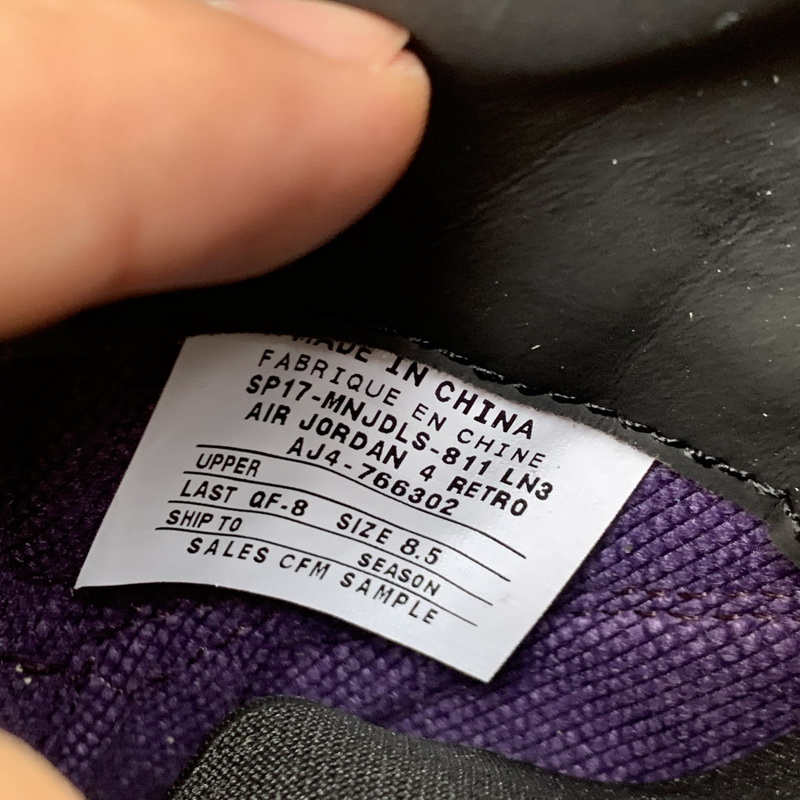 MADE IN CHINA
FABRIQUE EN CHINE
SP17-MNJDLS-811 LN3
AIR JORDAN 4 RETRO
AJ4-766302
UPPER
LAST QF-8 SIZE 8.5
SHIP TO SEASON
SALES CFM SAMPLE